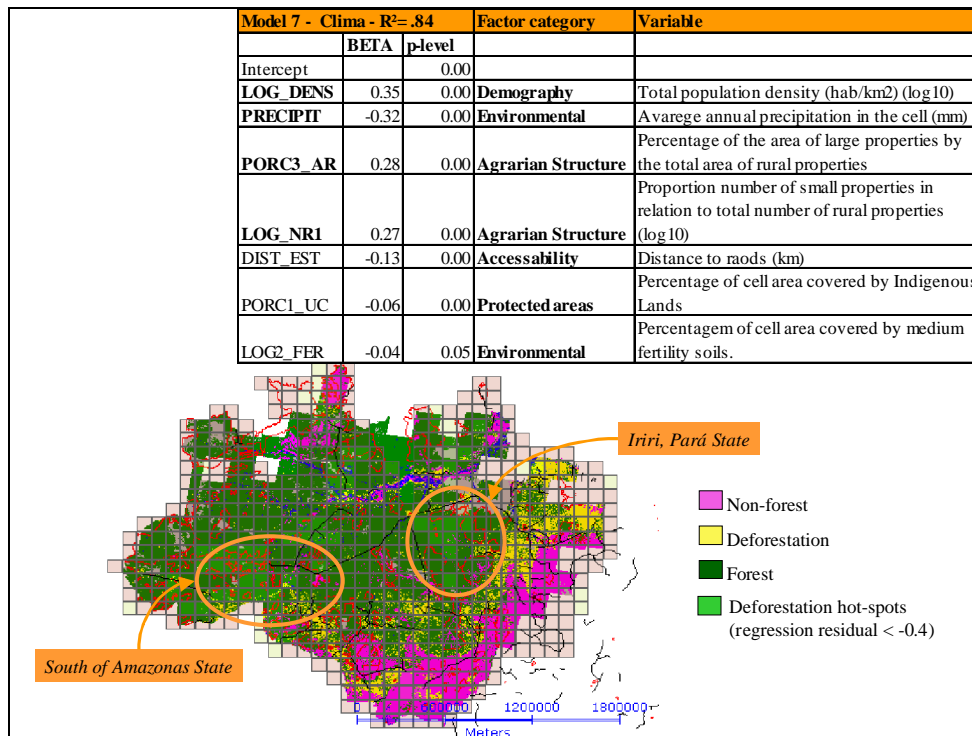 Model 7 - Clima - R²= .84 Factor category Variable
BETA p-level
Intercept 0.00
LOG_DENS 0.35 0.00 Demography Total population density (hab/km2) (log10)
PRECIPIT -0.32 0.00 Environmental Avarege annual precipitation in the cell (mm)
Percentage of the area of large properties by
PORC3_AR 0.28 0.00 Agrarian Structure the total area of rural properties
Proportion number of small properties in
relation to total number of rural properties
LOG_NR1 0.27 0.00 Agrarian Structure (log10)
DIST_EST -0.13 0.00 Accessability Distance to raods (km)
Percentage of cell area covered by Indigenous
PORC1_UC -0.06 0.00 Protected areas Lands
Percentagem of cell area covered by medium
LOG2_FER -0.04 0.05 Environmental fertility soils.
Iriri, Pará State
Non-forest
Deforestation
Forest
Deforestation hot-spots
(regression residual < -0.4)
South of Amazonas State
0 600000 1200000 1800000
Meters